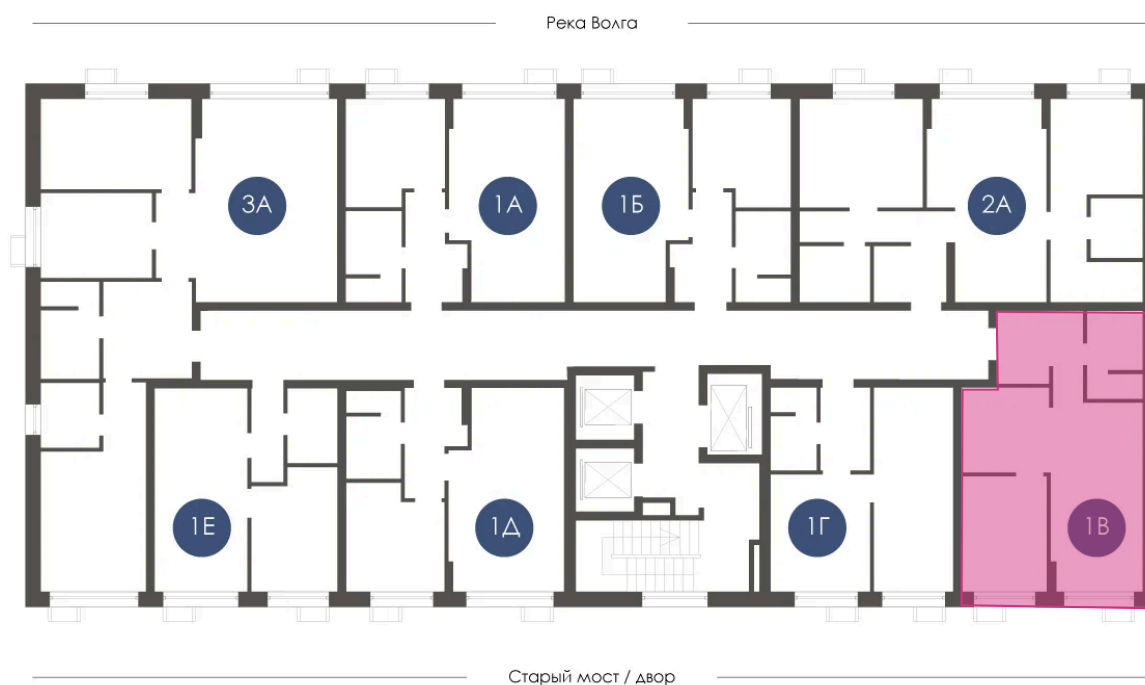 Река Волга
3А
1А
1Б
2А
1Е
1Д
1Г
1В
Старый мост / двор